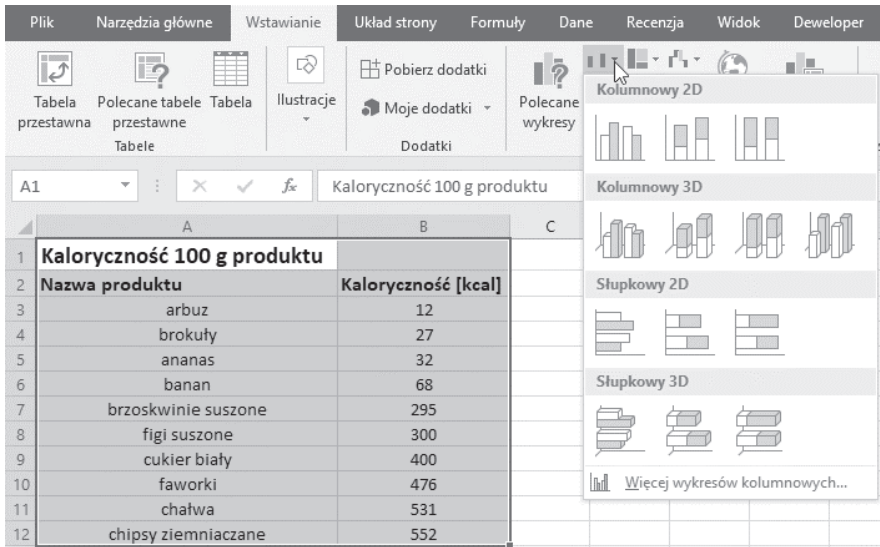 Plik Narzędzia główne Wstawianie Układ strony Formuły Dane Recenzja Widok Deweloper
Tabela przestawna
Polecane tabele przestawne
Tabela
Tabele
Ilustracje
Pobierz dodatki
Moje dodatki
Dodatki
Polecane wykresy
A1 fx Kaloryczność 100 g produktu
A B C
1 Kaloryczność 100 g produktu
2 Nazwa produktu Kaloryczność [kcal]
3 arbuz 12
4 brokuły 27
5 ananas 32
6 banan 68
7 brzoskwinie suszone 295
8 figi suszone 300
9 cukier biały 400
10 faworki 476
11 chałwa 531
12 chipsy ziemniaczane 552
Kolumnowy 2D
Kolumnowy 3D
Słupkowy 2D
Słupkowy 3D
Więcej wykresów kolumnowych...